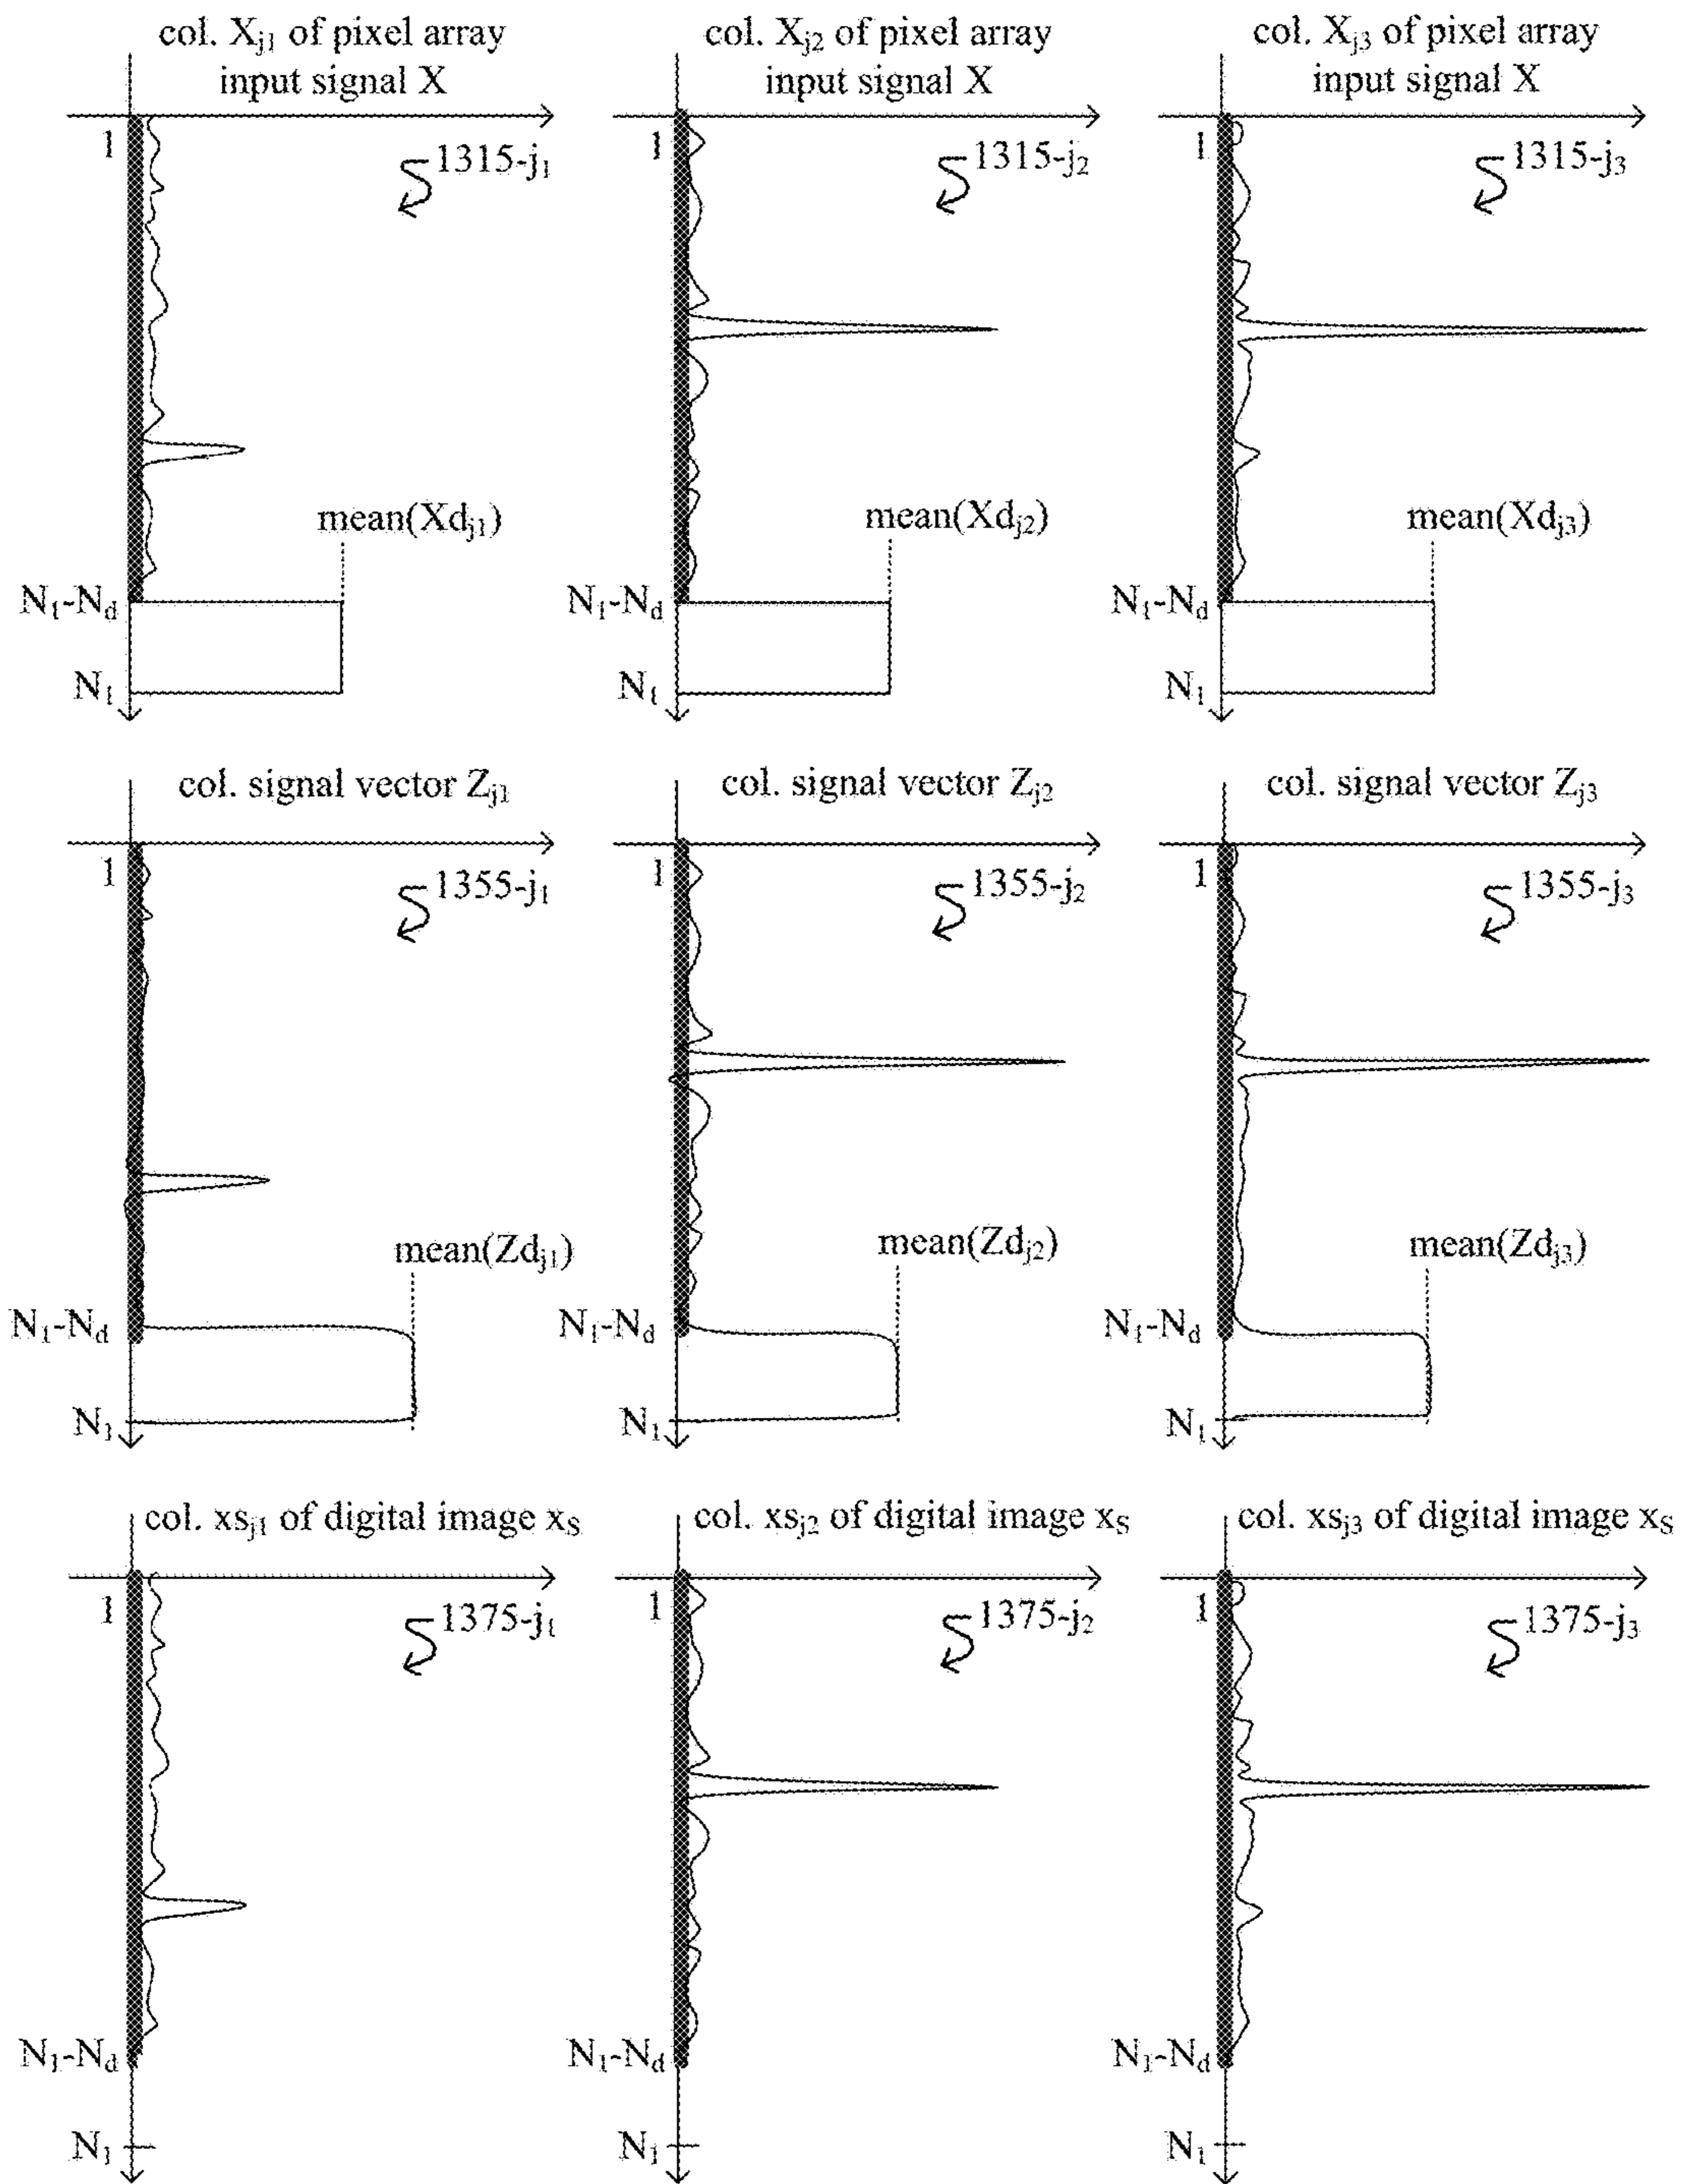 col. Xj1 of pixel array
input signal X
col. Xj2 of pixel array
input signal X
col. Xj3 of pixel array
input signal X
1
1315-j1
1
1315-j2
1
1315-j3
mean(Xdj1)
mean(Xdj2)
mean(Xdj3)
N1-Nd
N1-Nd
N1-Nd
N1
N1
N1
col. signal vector Zj1
col. signal vector Zj2
col. signal vector Zj3
1
1355-j1
1
1355-j2
1
1355-j3
mean(Zdj1)
mean(Zdj2)
mean(Zdj3)
N1-Nd
N1-Nd
N1-Nd
N1
N1
N1
col. xsj1 of digital image xS
col. xsj2 of digital image xS
col. xsj3 of digital image xS
1
1375-j1
1
1375-j2
1
1375-j3
N1-Nd
N1-Nd
N1-Nd
N1
N1
N1